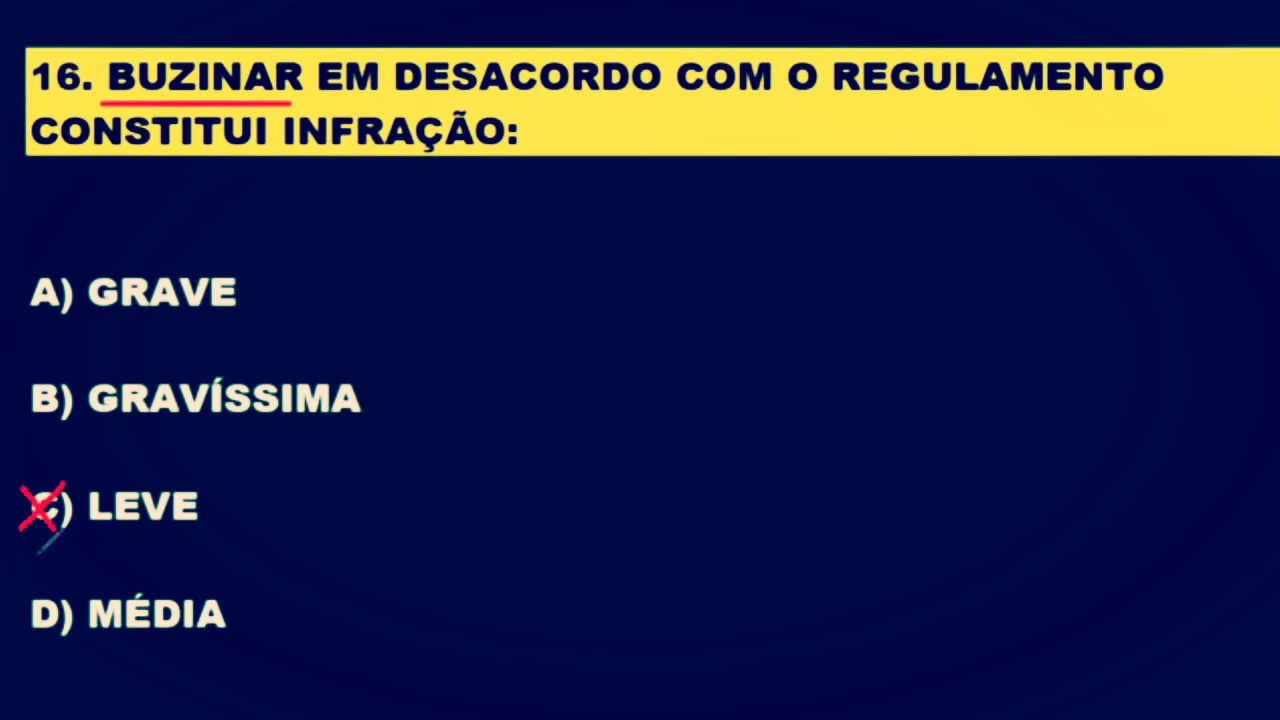 16. BUZINAR EM DESACORDO COM O REGULAMENTO
CONSTITUI INFRAÇÃO:
A) GRAVE
B) GRAVÍSSIMA
C) LEVE
D) MÉDIA